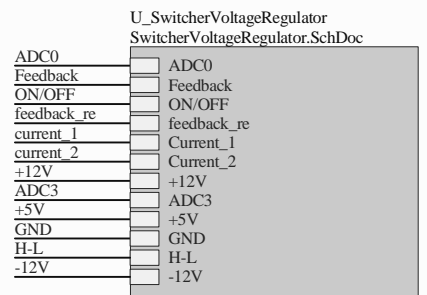 U_SwitcherVoltageRegulator
SwitcherVoltageRegulator.SchDoc
ADC0 ADC0
Feedback Feedback
ON/OFF ON/OFF
feedback_re feedback_re
current_1 Current_1
current_2 Current_2
+12V +12V
ADC3 ADC3
+5V +5V
GND GND
H-L H-L
-12V -12V